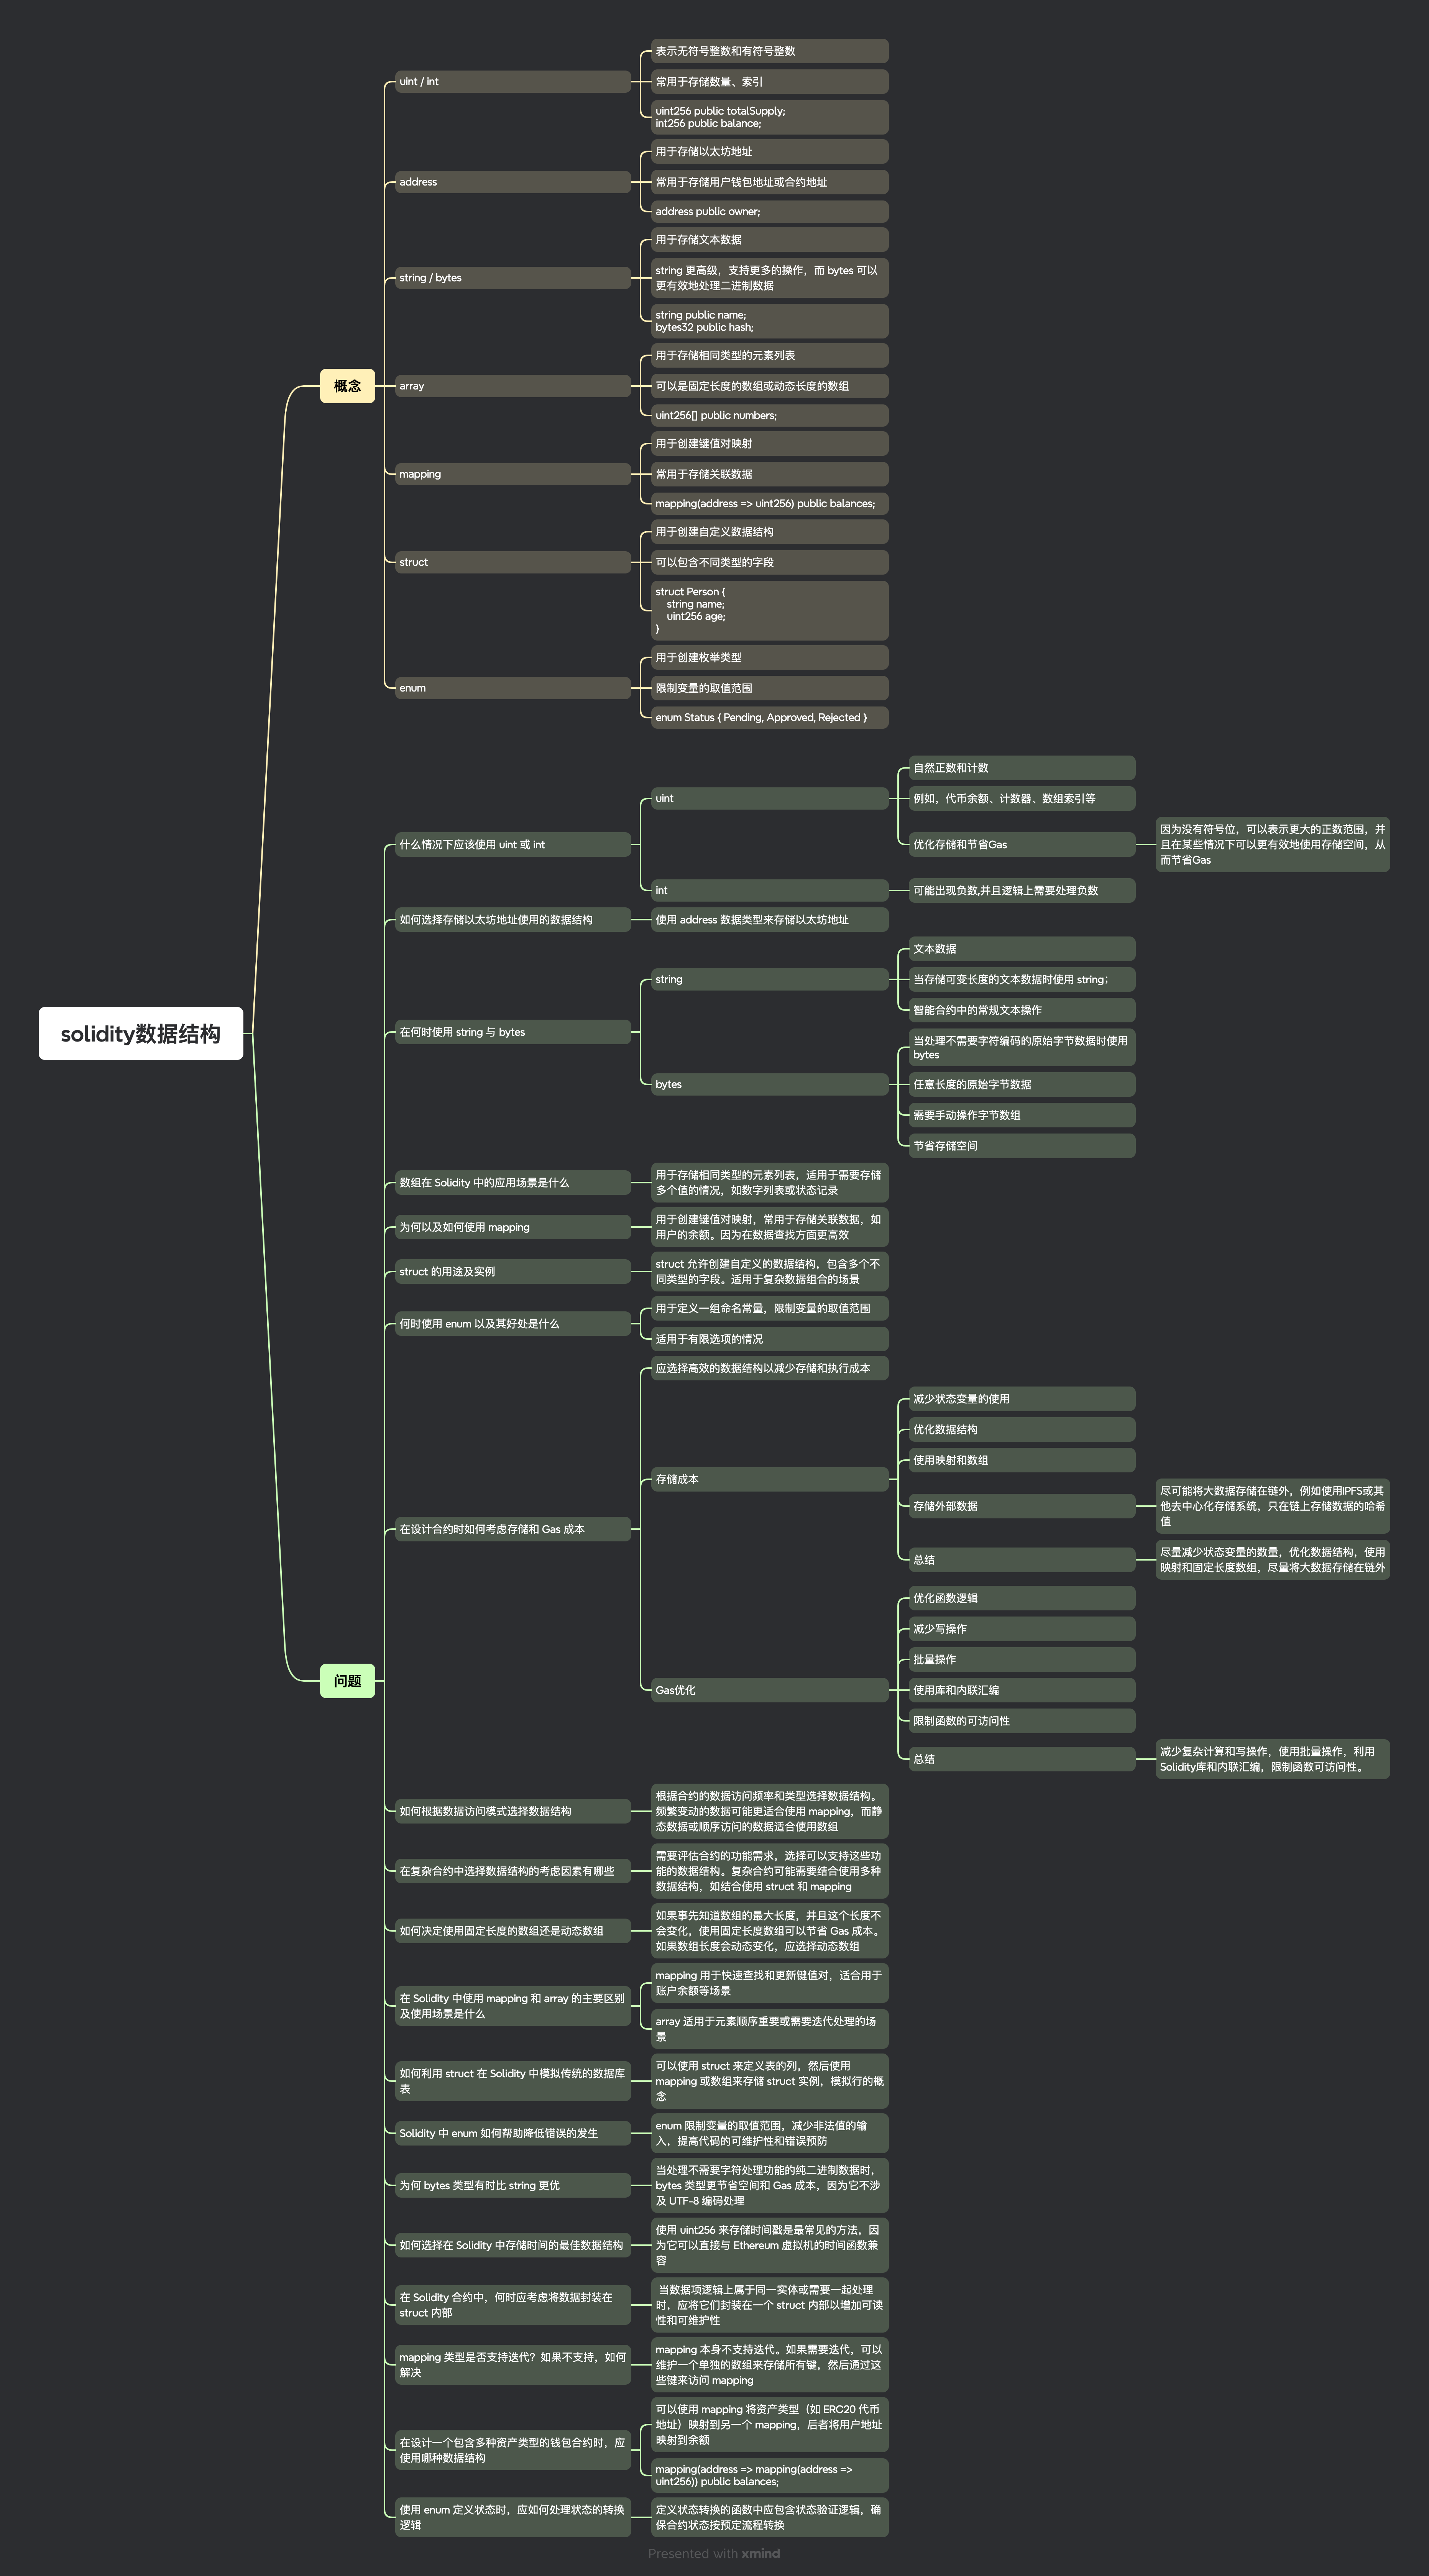 solidity数据结构
概念
uint / int
表示无符号整数和有符号整数
常用于存储数量、索引
uint256 public totalSupply;
int256 public balance;
address
用于存储以太坊地址
常用于存储用户钱包地址或合约地址
address public owner;
string / bytes
用于存储文本数据
string 更高级，支持更多的操作，而 bytes 可以
更有效地处理二进制数据
string public name;
bytes32 public hash;
array
用于存储相同类型的元素列表
可以是固定长度的数组或动态长度的数组
uint256[] public numbers;
mapping
用于创建键值对映射
常用于存储关联数据
mapping(address => uint256) public balances;
struct
用于创建自定义数据结构
可以包含不同类型的字段
struct Person {
    string name;
    uint256 age;
}
enum
用于创建枚举类型
限制变量的取值范围
enum Status { Pending, Approved, Rejected }
问题
什么情况下应该使用 uint 或 int
uint
自然正数和计数
例如，代币余额、计数器、数组索引等
优化存储和节省Gas
因为没有符号位，可以表示更大的正数范围，并
且在某些情况下可以更有效地使用存储空间，从
而节省Gas
int
可能出现负数,并且逻辑上需要处理负数
如何选择存储以太坊地址使用的数据结构
使用 address 数据类型来存储以太坊地址
在何时使用 string 与 bytes
string
文本数据
当存储可变长度的文本数据时使用 string；
智能合约中的常规文本操作
bytes
当处理不需要字符编码的原始字节数据时使用
bytes
任意长度的原始字节数据
需要手动操作字节数组
节省存储空间
数组在 Solidity 中的应用场景是什么
用于存储相同类型的元素列表，适用于需要存储
多个值的情况，如数字列表或状态记录
为何以及如何使用 mapping
用于创建键值对映射，常用于存储关联数据，如
用户的余额。因为在数据查找方面更高效
struct 的用途及实例
struct 允许创建自定义的数据结构，包含多个不
同类型的字段。适用于复杂数据组合的场景
何时使用 enum 以及其好处是什么
用于定义一组命名常量，限制变量的取值范围
适用于有限选项的情况
在设计合约时如何考虑存储和 Gas 成本
应选择高效的数据结构以减少存储和执行成本
存储成本
减少状态变量的使用
优化数据结构
使用映射和数组
存储外部数据
尽可能将大数据存储在链外，例如使用IPFS或其
他去中心化存储系统，只在链上存储数据的哈希
值
总结
尽量减少状态变量的数量，优化数据结构，使用
映射和固定长度数组，尽量将大数据存储在链外
Gas优化
优化函数逻辑
减少写操作
批量操作
使用库和内联汇编
限制函数的可访问性
总结
减少复杂计算和写操作，使用批量操作，利用
Solidity库和内联汇编，限制函数可访问性。
如何根据数据访问模式选择数据结构
根据合约的数据访问频率和类型选择数据结构。
频繁变动的数据可能更适合使用 mapping，而静
态数据或顺序访问的数据适合使用数组
在复杂合约中选择数据结构的考虑因素有哪些
需要评估合约的功能需求，选择可以支持这些功
能的数据结构。复杂合约可能需要结合使用多种
数据结构，如结合使用 struct 和 mapping
如何决定使用固定长度的数组还是动态数组
如果事先知道数组的最大长度，并且这个长度不
会变化，使用固定长度数组可以节省 Gas 成本。
如果数组长度会动态变化，应选择动态数组
在 Solidity 中使用 mapping 和 array 的主要区别
及使用场景是什么
mapping 用于快速查找和更新键值对，适合用于
账户余额等场景
array 适用于元素顺序重要或需要迭代处理的场
景
如何利用 struct 在 Solidity 中模拟传统的数据库
表
可以使用 struct 来定义表的列，然后使用
mapping 或数组来存储 struct 实例，模拟行的概
念
Solidity 中 enum 如何帮助降低错误的发生
enum 限制变量的取值范围，减少非法值的输
入，提高代码的可维护性和错误预防
为何 bytes 类型有时比 string 更优
当处理不需要字符处理功能的纯二进制数据时，
bytes 类型更节省空间和 Gas 成本，因为它不涉
及 UTF-8 编码处理
如何选择在 Solidity 中存储时间的最佳数据结构
使用 uint256 来存储时间戳是最常见的方法，因
为它可以直接与 Ethereum 虚拟机的时间函数兼
容
在 Solidity 合约中，何时应考虑将数据封装在
struct 内部
当数据项逻辑上属于同一实体或需要一起处理
时，应将它们封装在一个 struct 内部以增加可读
性和可维护性
mapping 类型是否支持迭代？如果不支持，如何
解决
mapping 本身不支持迭代。如果需要迭代，可以
维护一个单独的数组来存储所有键，然后通过这
些键来访问 mapping
在设计一个包含多种资产类型的钱包合约时，应
使用哪种数据结构
可以使用 mapping 将资产类型（如 ERC20 代币
地址）映射到另一个 mapping，后者将用户地址
映射到余额
mapping(address => mapping(address =>
uint256)) public balances;
使用 enum 定义状态时，应如何处理状态的转换
逻辑
定义状态转换的函数中应包含状态验证逻辑，确
保合约状态按预定流程转换
Presented with xmind